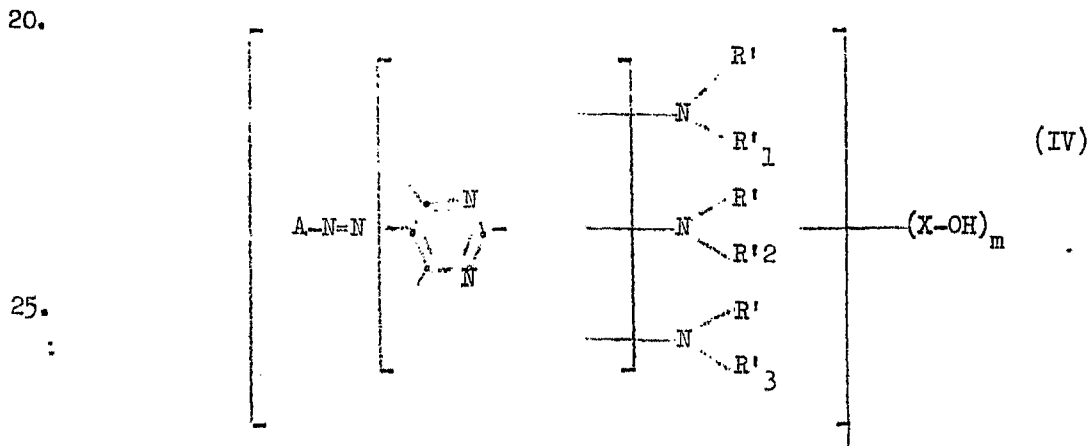 20.
R'
N
R'1
(IV)
N
R'
A-N=N
N
(X-OH)m
R'2
N
25.
R'
:
N
R'3